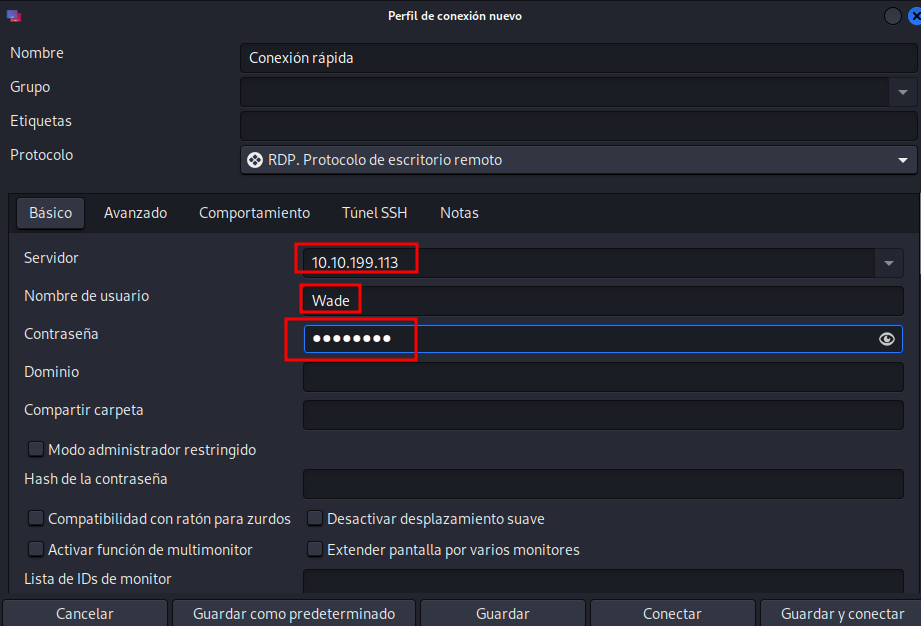 Perfil de conexión nuevo
Nombre
Conexión rápida
Grupo
Etiquetas
Protocolo
RDP. Protocolo de escritorio remoto
Básico Avanzado Comportamiento Túnel SSH Notas
Servidor
10.10.199.113
Nombre de usuario
Wade
Contraseña
●●●●●●●●
Dominio
Compartir carpeta
Modo administrador restringido
Hash de la contraseña
Compatibilidad con ratón para zurdos Desactivar desplazamiento suave
Activar función de multimonitor Extender pantalla por varios monitores
Lista de IDs de monitor
Cancelar Guardar como predeterminado Guardar Conectar Guardar y conectar